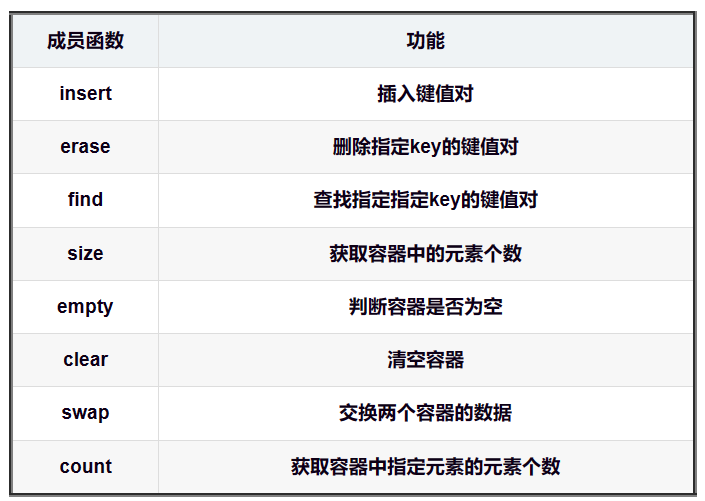 成员函数 功能
insert 插入键值对
erase 删除指定key的键值对
find 查找指定指定key的键值对
size 获取容器中的元素个数
empty 判断容器是否为空
clear 清空容器
swap 交换两个容器的数据
count 获取容器中指定元素的元素个数